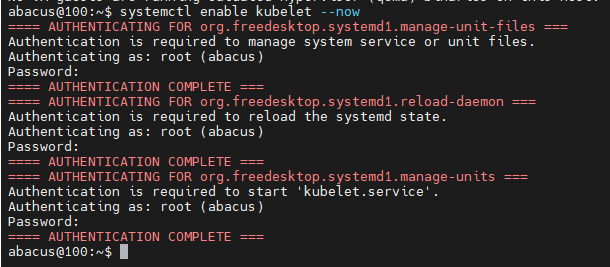 abacus@100:~$ systemctl enable kubelet --now
==== AUTHENTICATING FOR org.freedesktop.systemd1.manage-unit-files ===
Authentication is required to manage system service or unit files.
Authenticating as: root (abacus)
Password:
==== AUTHENTICATION COMPLETE ===
==== AUTHENTICATING FOR org.freedesktop.systemd1.reload-daemon ===
Authentication is required to reload the systemd state.
Authenticating as: root (abacus)
Password:
==== AUTHENTICATION COMPLETE ===
==== AUTHENTICATING FOR org.freedesktop.systemd1.manage-units ===
Authentication is required to start 'kubelet.service'.
Authenticating as: root (abacus)
Password:
==== AUTHENTICATION COMPLETE ===
abacus@100:~$